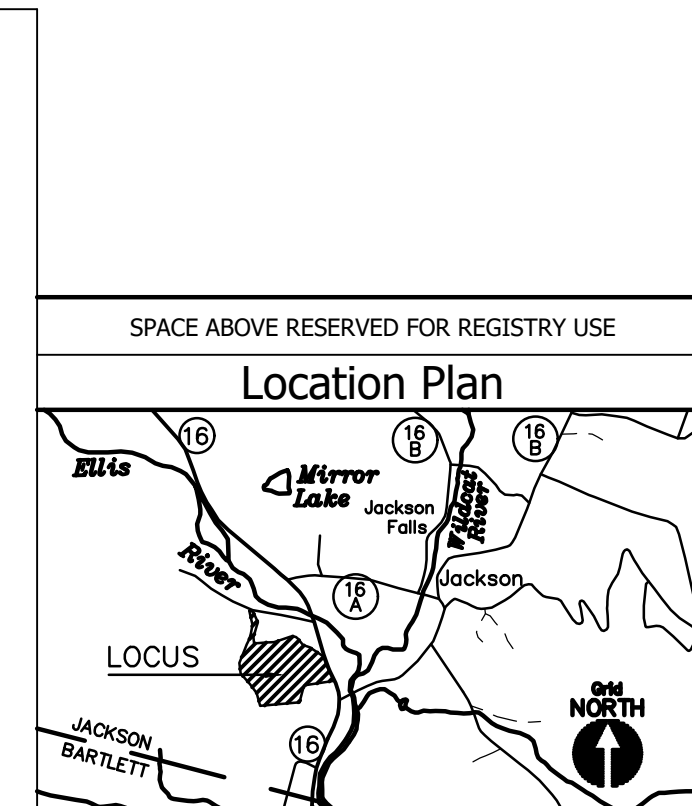 SPACE ABOVE RESERVED FOR REGISTRY USE
Location Plan
16
16
B
16
B
Ellis
Mirror
Lake
Jackson
Falls
Wildcat
River
River
16
A
Jackson
LOCUS
Grid
NORTH
JACKSON
BARTLETT
16